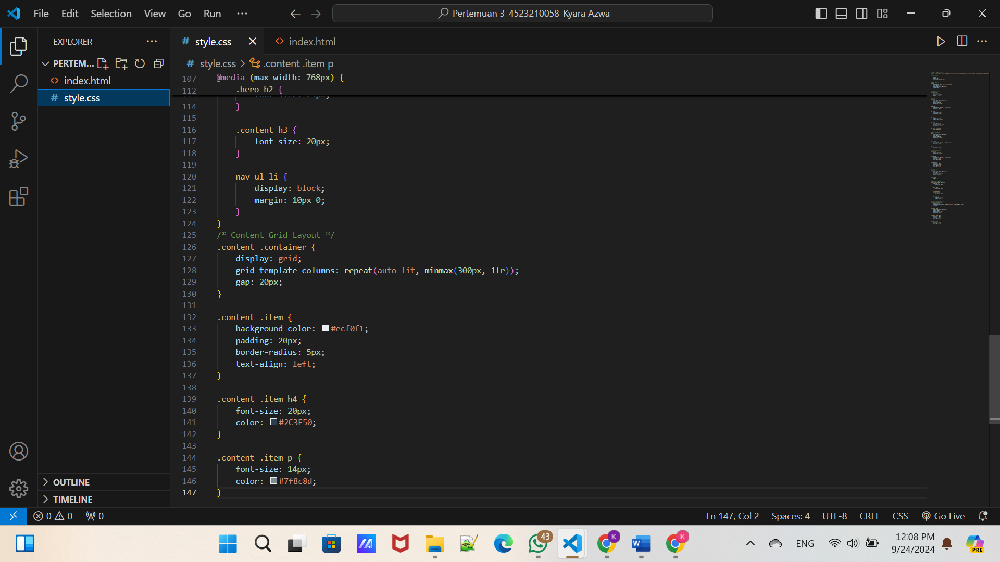 File Edit Selection View Go Run ···
Pertemuan 3_4523210058_Kyara Azwa
EXPLORER
PERTEM...
index.html
style.css
OUTLINE
TIMELINE
# style.css
<> index.html
# style.css > .content .item p
107 @media (max-width: 768px) {
112 .hero h2 {
114 }
115
116 .content h3 {
117 font-size: 20px;
118 }
119
120 nav ul li {
121 display: block;
122 margin: 10px 0;
123 }
124 }
125 /* Content Grid Layout */
126 .content .container {
127 display: grid;
128 grid-template-columns: repeat(auto-fit, minmax(300px, 1fr));
129 gap: 20px;
130 }
131
132 .content .item {
133 background-color: #ecf0f1;
134 padding: 20px;
135 border-radius: 5px;
136 text-align: left;
137 }
138
139 .content .item h4 {
140 font-size: 20px;
141 color: #2C3E50;
142 }
143
144 .content .item p {
145 font-size: 14px;
146 color: #7f8c8d;
147 }
0 0 0
Ln 147, Col 2 Spaces: 4 UTF-8 CRLF CSS Go Live
43
K
W
K
ENG
12:08 PM
9/24/2024
PRE